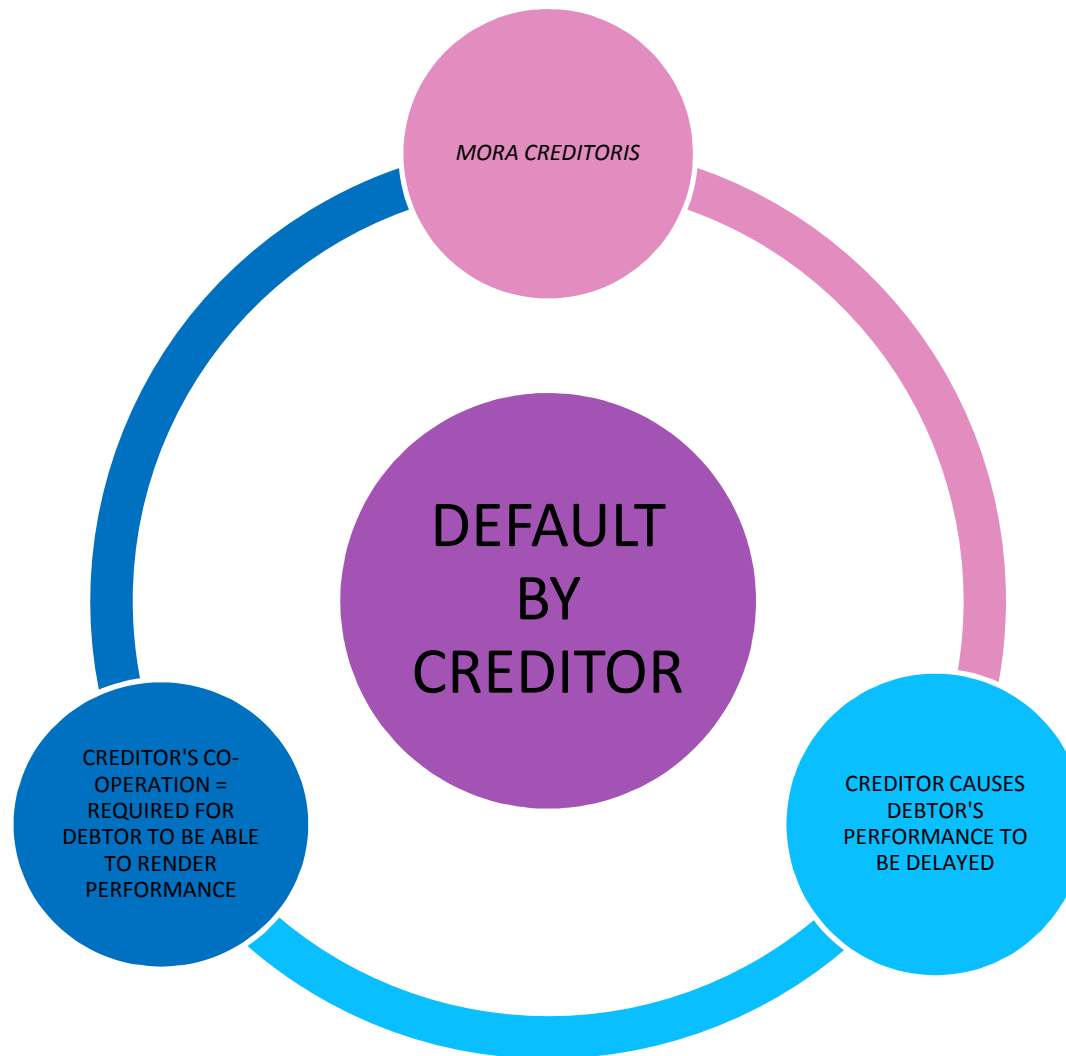 MORA CREDITORIS
DEFAULT
BY
CREDITOR
CREDITOR CAUSES
DEBTOR'S
PERFORMANCE TO
BE DELAYED
CREDITOR'S CO-
OPERATION =
REQUIRED FOR
DEBTOR TO BE ABLE
TO RENDER
PERFORMANCE